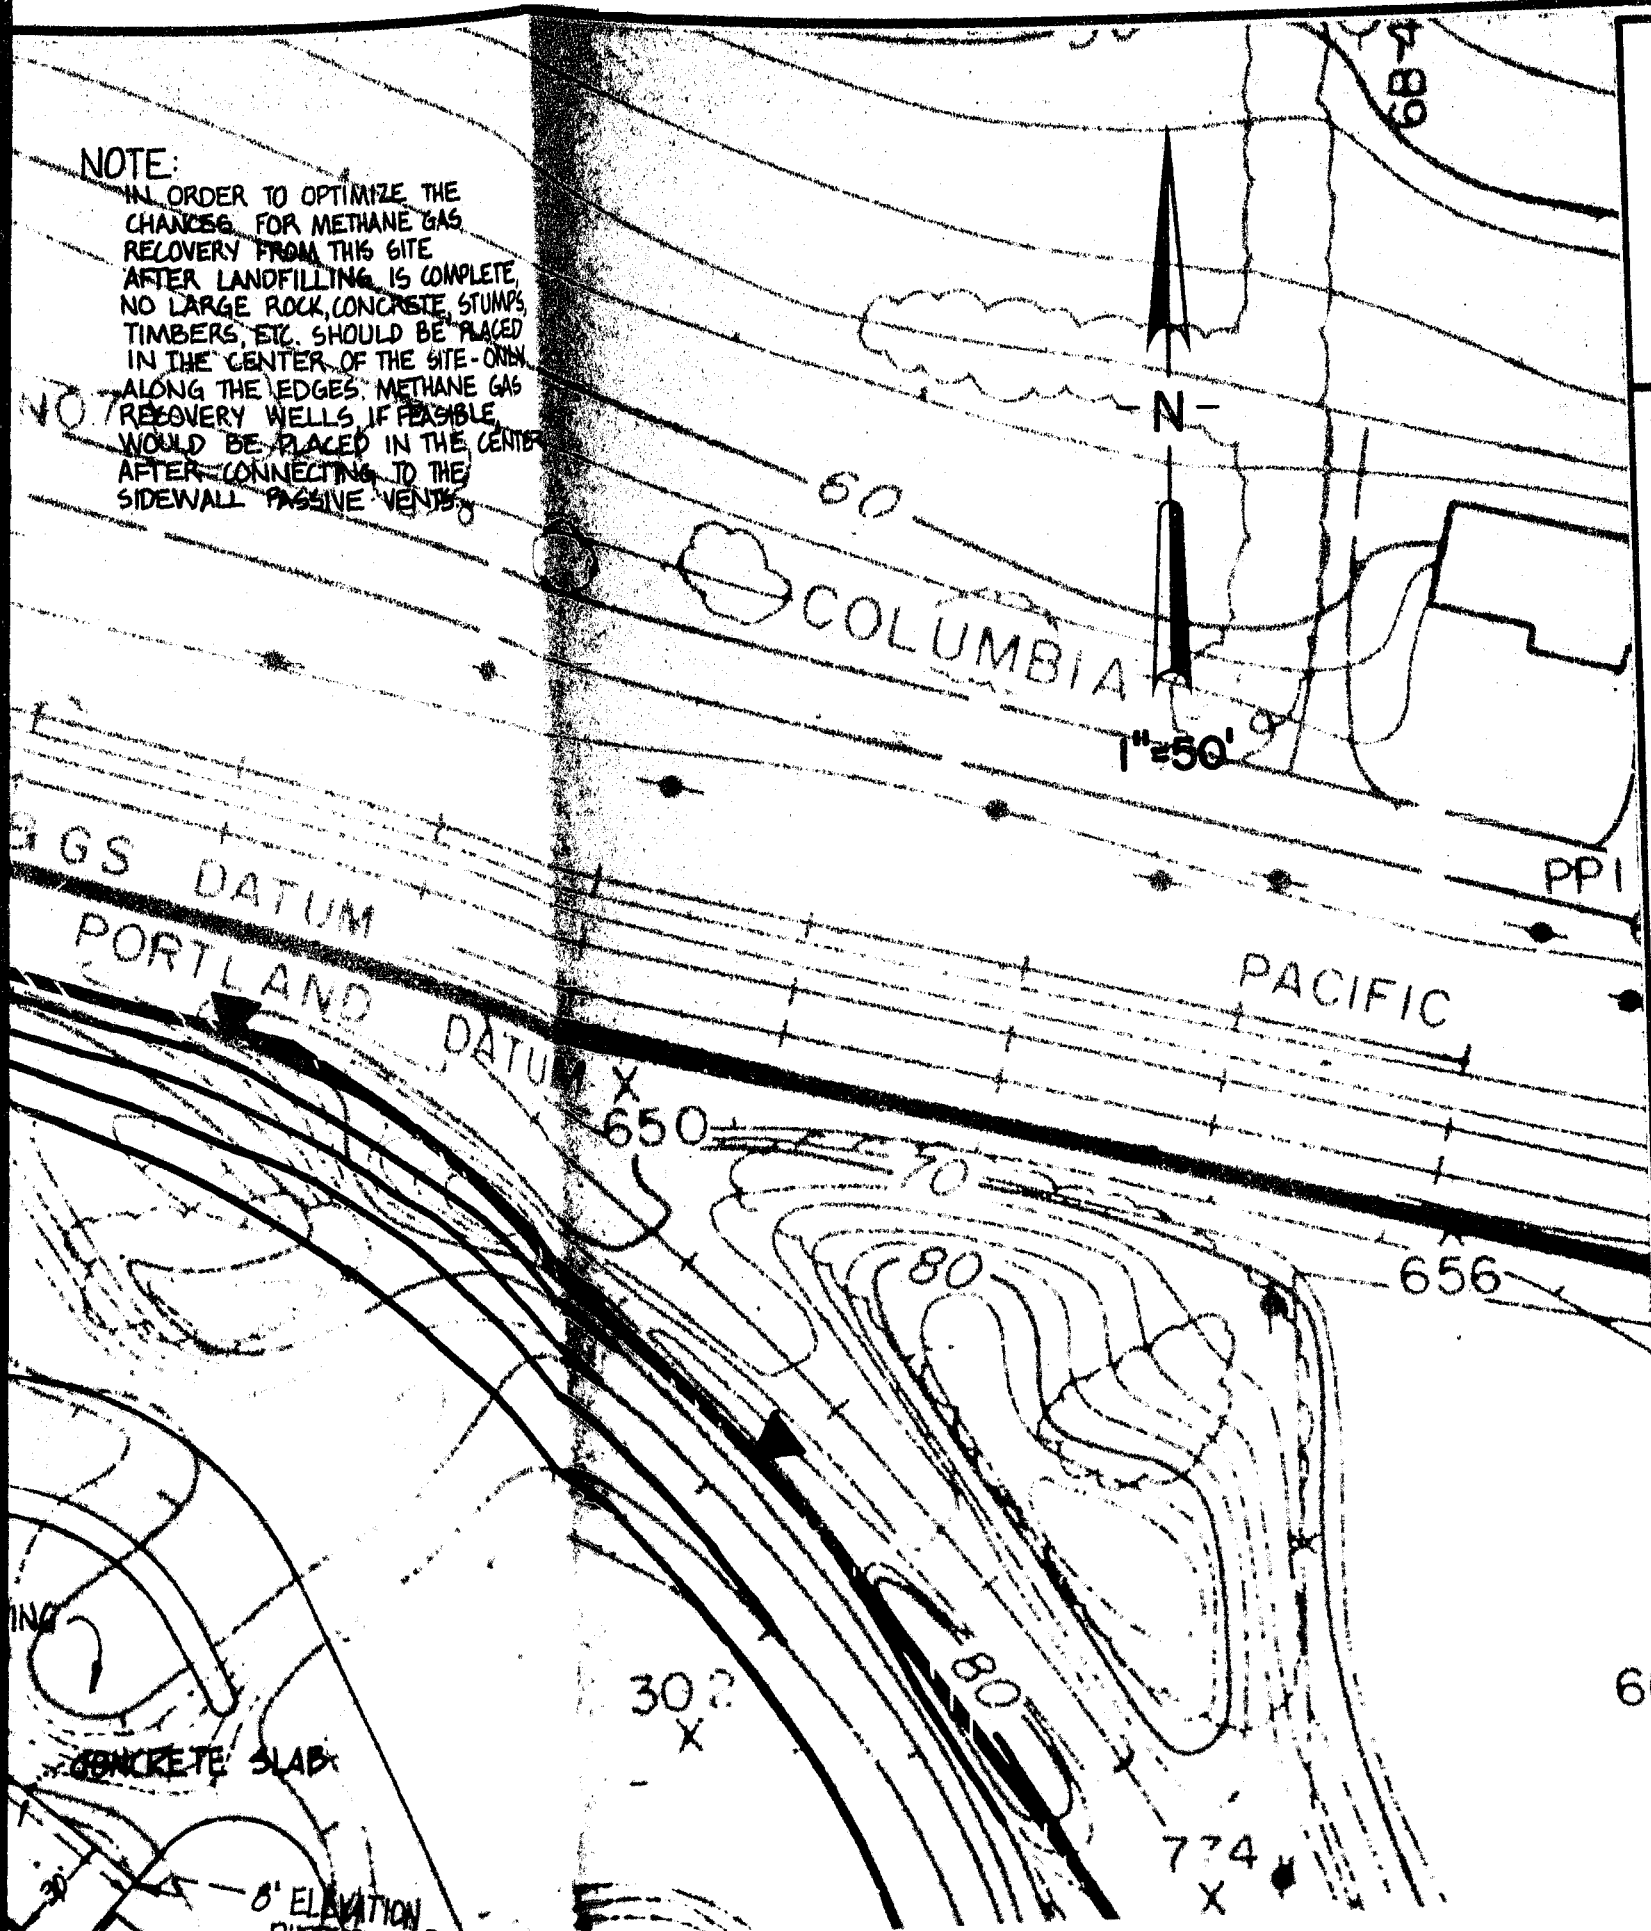 NOTE:
IN ORDER TO OPTIMIZE THE
CHANCES FOR METHANE GAS
RECOVERY FROM THIS SITE
AFTER LANDFILLING IS COMPLETE,
NO LARGE ROCK, CONCRETE, STUMPS,
TIMBERS, ETC. SHOULD BE PLACED
IN THE CENTER OF THE SITE - ONLY
ALONG THE EDGES. METHANE GAS
RECOVERY WELLS, IF FEASIBLE,
WOULD BE PLACED IN THE CENTER
AFTER CONNECTING TO THE
SIDEWALL PASSIVE VENTS.
- N -
60
COLUMBIA
1"=50'
PPI
GGS DATUM
PORTLAND DATUM
PACIFIC
650
70
80
656
302
80
CONCRETE SLAB
774
30
8' ELEVATION